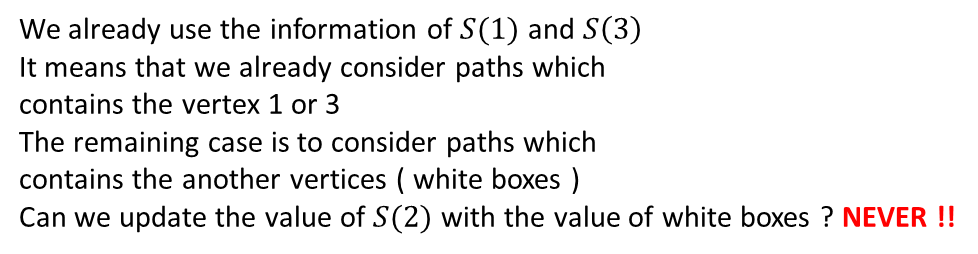 We already use the information of S(1) and S(3)
It means that we already consider paths which
contains the vertex 1 or 3
The remaining case is to consider paths which
contains the another vertices ( white boxes )
Can we update the value of S(2) with the value of white boxes ? NEVER !!